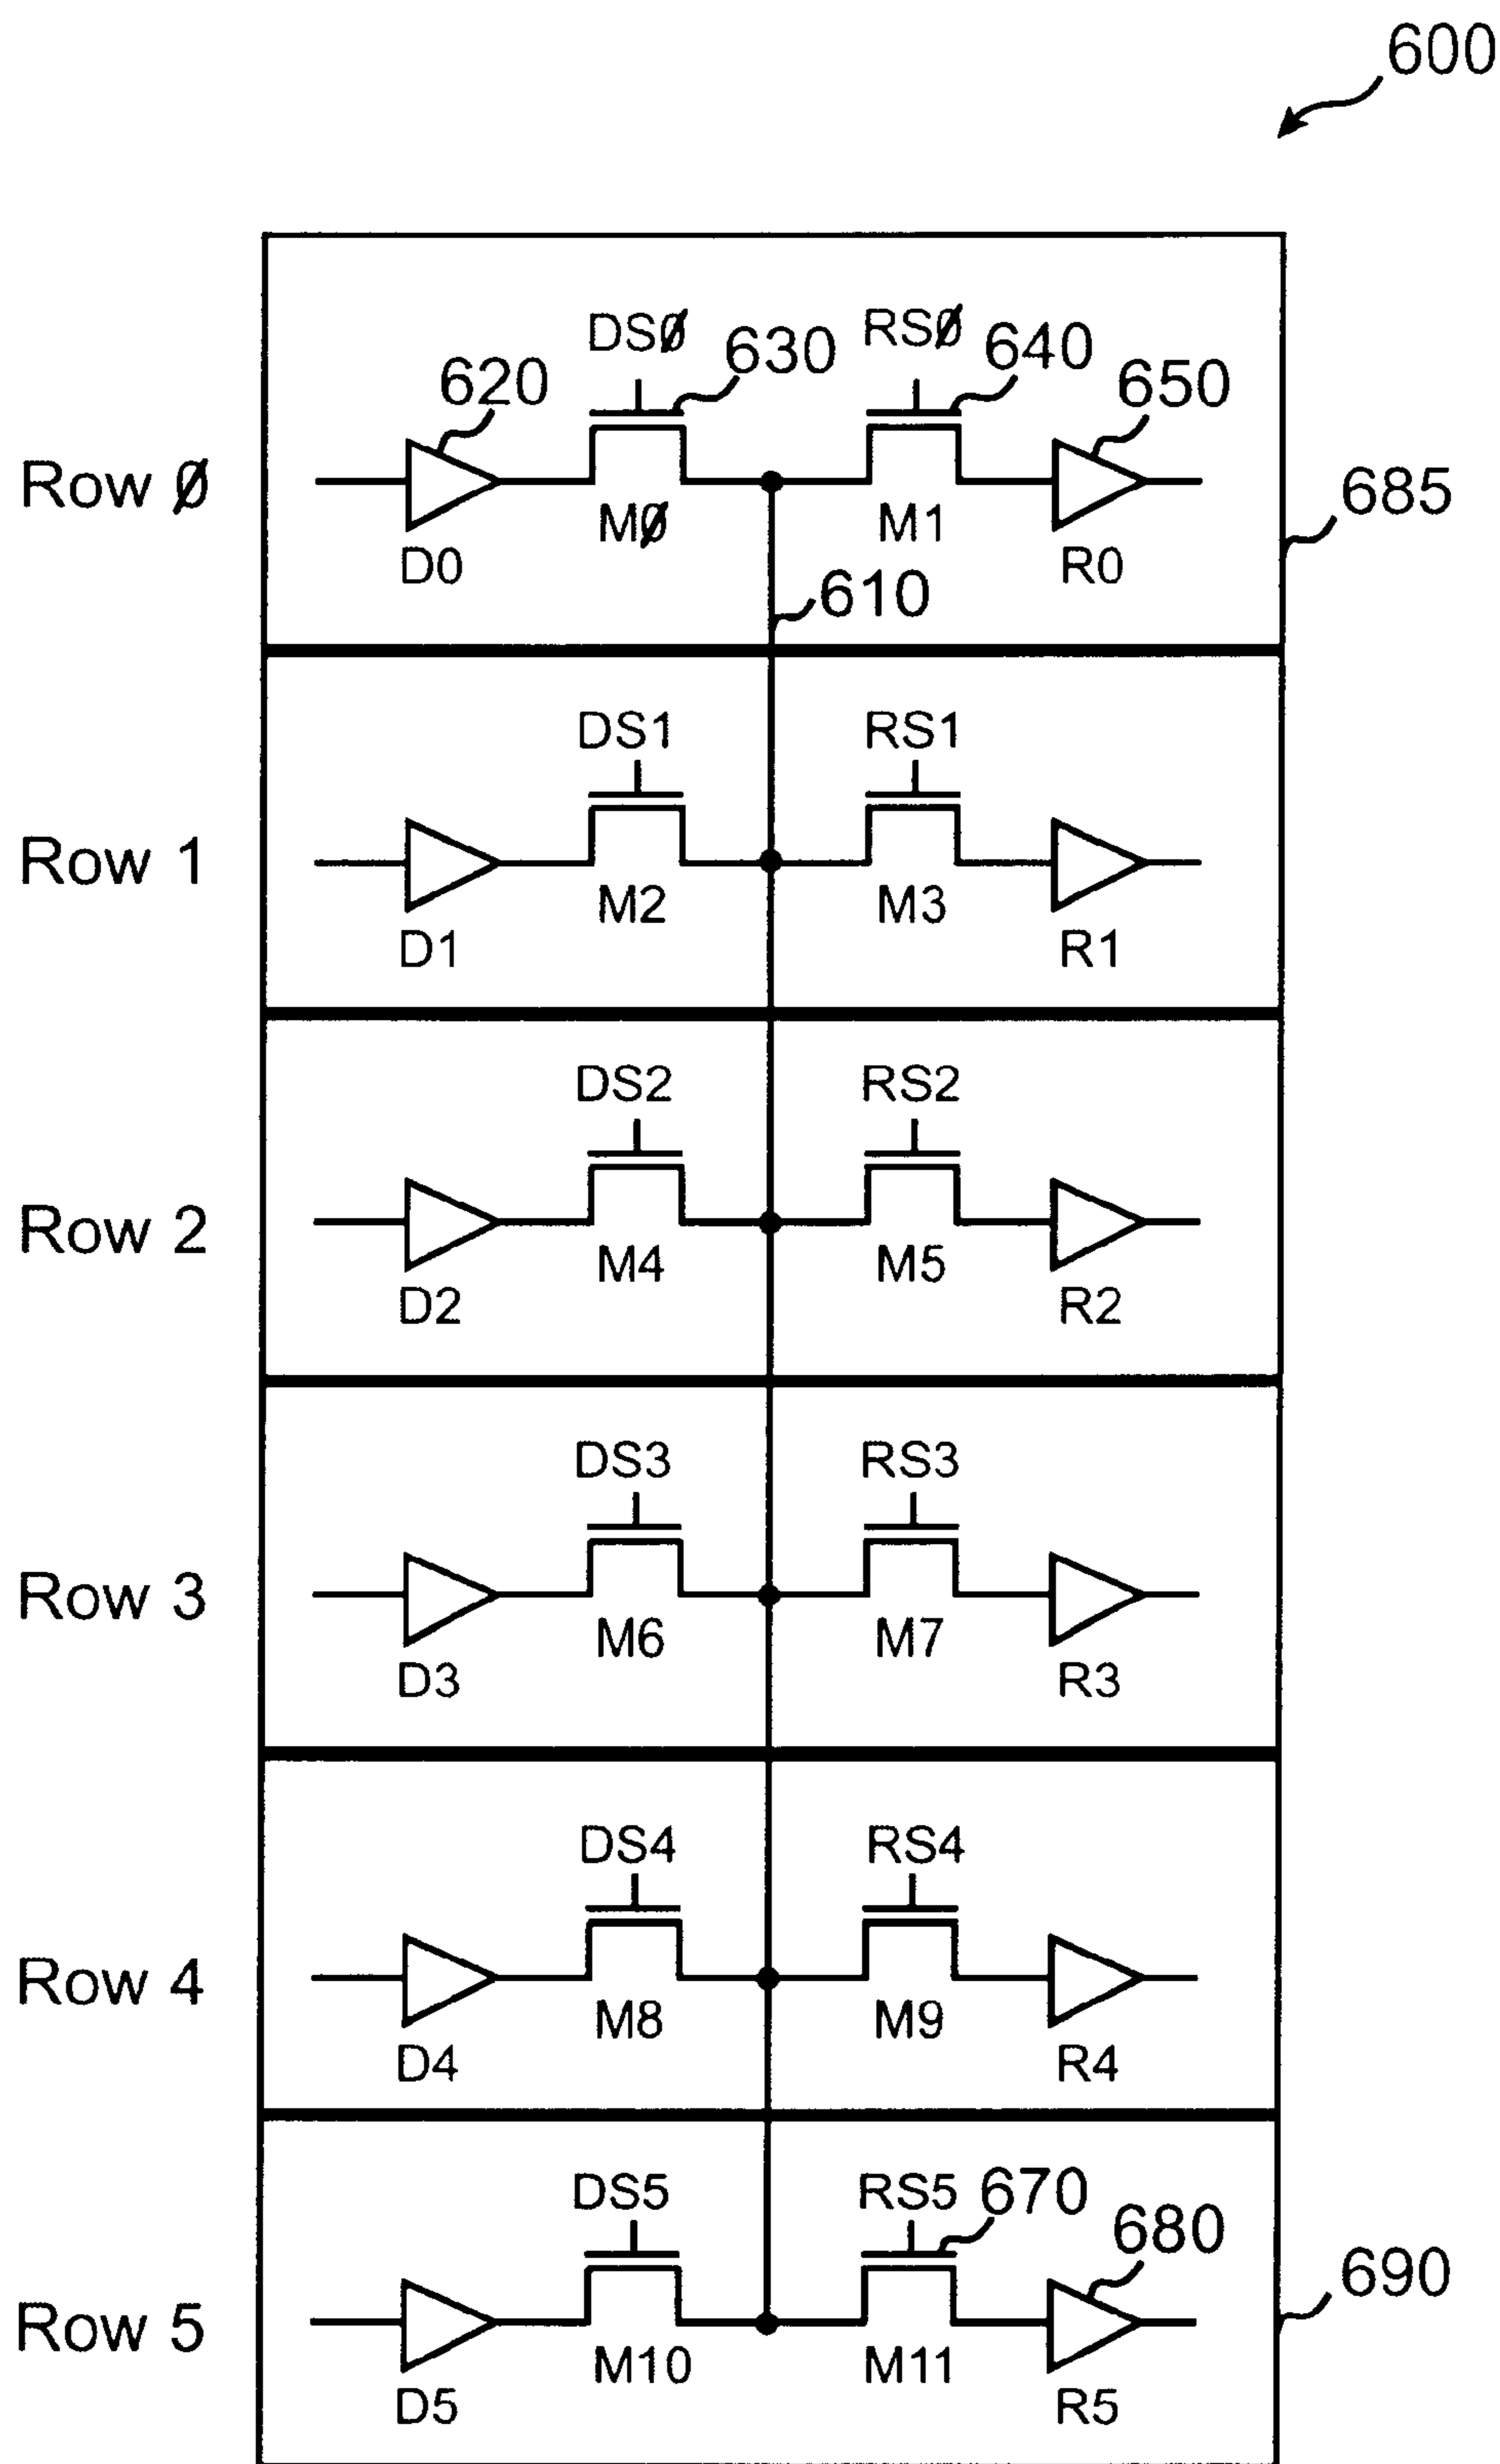 600
DSØ 630 RSØ 640
620 650
Row Ø 685
MØ M1
D0 R0
610
DS1 RS1
Row 1
M2 M3
D1 R1
DS2 RS2
Row 2
M4 M5
D2 R2
DS3 RS3
Row 3
M6 M7
D3 R3
DS4 RS4
Row 4
M8 M9
D4 R4
DS5 RS5 670
680
690
Row 5
M10 M11
D5 R5